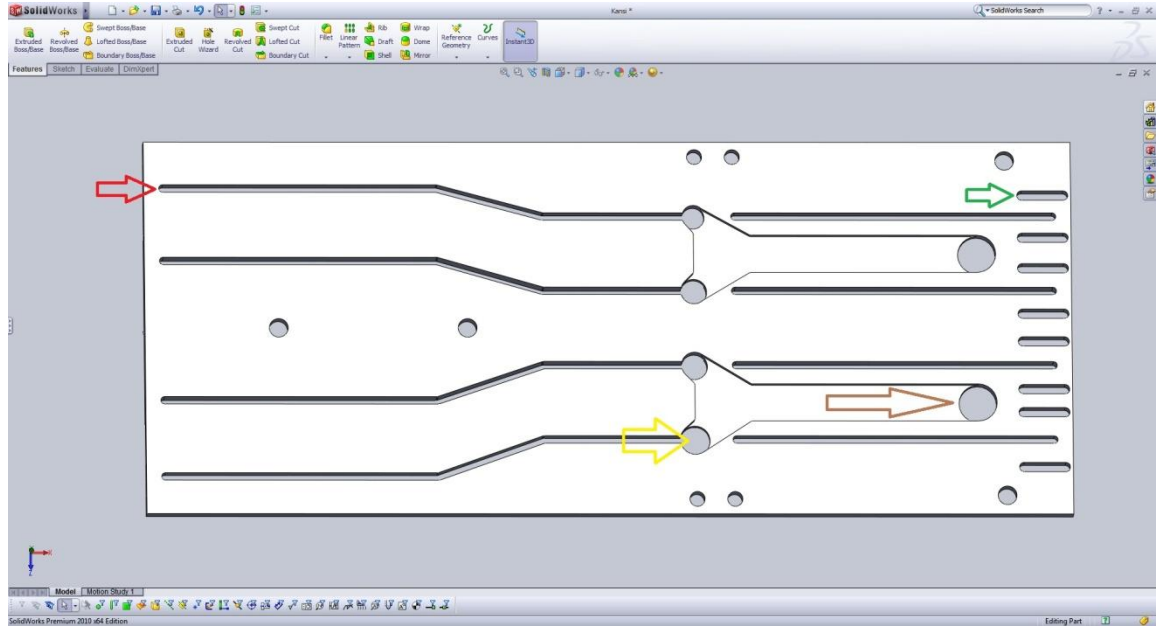 SolidWorks
Kansi *
SolidWorks Search
Extruded Boss/Base
Revolved Boss/Base
Swept Boss/Base
Lofted Boss/Base
Boundary Boss/Base
Extruded Cut
Hole Wizard
Revolved Cut
Swept Cut
Lofted Cut
Boundary Cut
Fillet
Linear Pattern
Rib
Draft
Shell
Wrap
Dome
Mirror
Reference Geometry
Curves
Instant3D
Features Sketch Evaluate DimXpert
X
Z
Model Motion Study 1
SolidWorks Premium 2010 x64 Edition
Editing Part